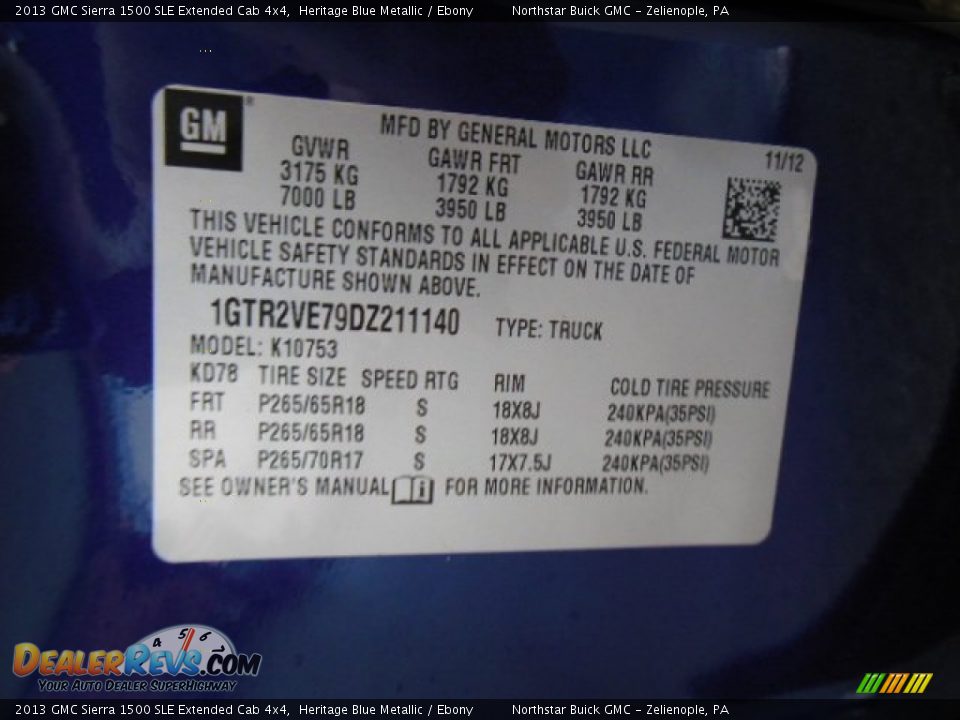 2013 GMC Sierra 1500 SLE Extended Cab 4x4, Heritage Blue Metallic / Ebony Northstar Buick GMC - Zelienople, PA
GM®
MFD BY GENERAL MOTORS LLC
11/12
GVWR GAWR FRT GAWR RR
3175 KG 1792 KG 1792 KG
7000 LB 3950 LB 3950 LB
THIS VEHICLE CONFORMS TO ALL APPLICABLE U.S. FEDERAL MOTOR
VEHICLE SAFETY STANDARDS IN EFFECT ON THE DATE OF
MANUFACTURE SHOWN ABOVE.
1GTR2VE79DZ211140 TYPE: TRUCK
MODEL: K10753
KD78 TIRE SIZE SPEED RTG RIM COLD TIRE PRESSURE
FRT P265/65R18 S 18X8J 240KPA(35PSI)
RR P265/65R18 S 18X8J 240KPA(35PSI)
SPA P265/70R17 S 17X7.5J 240KPA(35PSI)
SEE OWNER'S MANUAL i FOR MORE INFORMATION.
4 5 6 7
DealerRevs.com
Your Auto Dealer SuperHighway
2013 GMC Sierra 1500 SLE Extended Cab 4x4, Heritage Blue Metallic / Ebony Northstar Buick GMC - Zelienople, PA